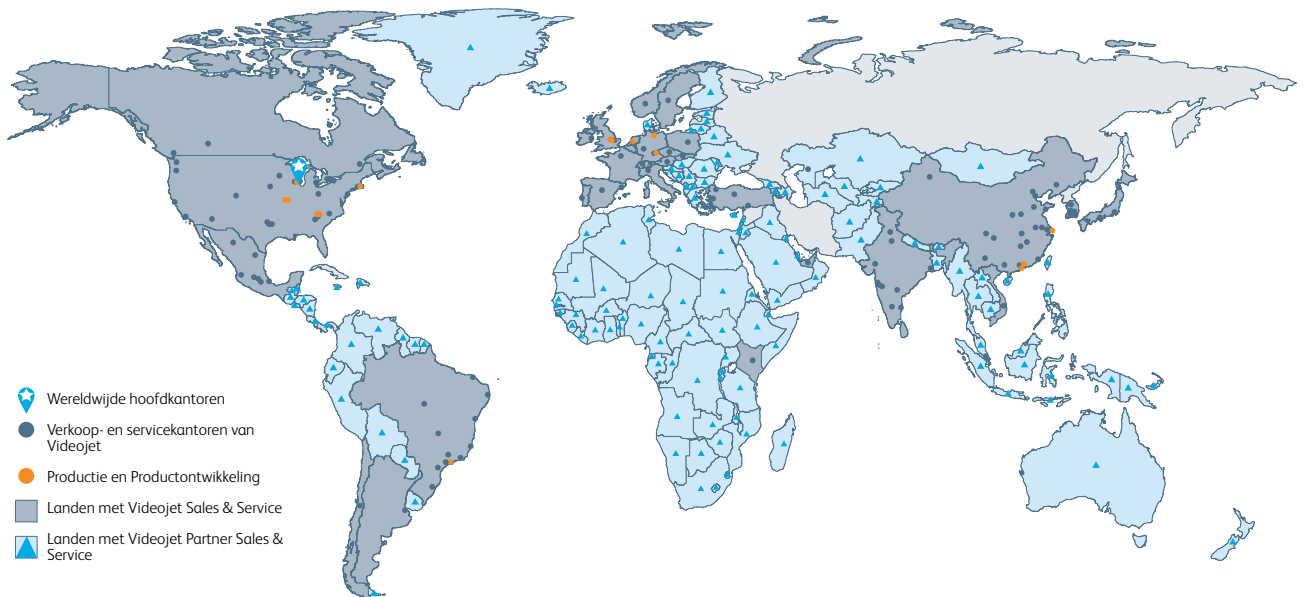 Wereldwijde hoofdkantoren
Verkoop- en servicekantoren van
Videojet
Productie en Productontwikkeling
Landen met Videojet Sales & Service
Landen met Videojet Partner Sales &
Service